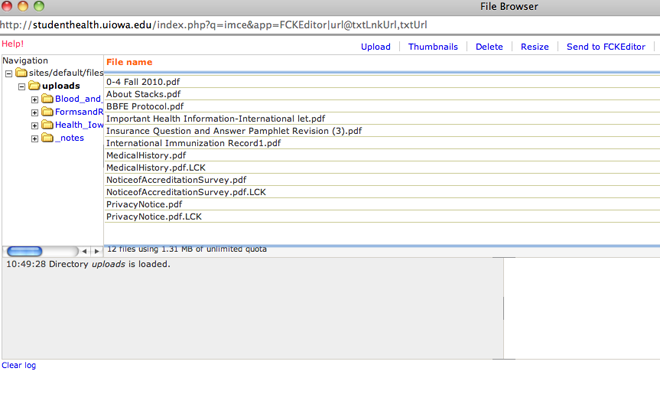 File Browser
http://studenthealth.uiowa.edu/index.php?q=imce&app=FCKEditor|url@txtLnkUrl,txtUrl
Help!
Upload Thumbnails Delete Resize Send to FCKEditor
Navigation
sites/default/files
uploads
Blood_and_
FormsandR
Health_Iow
_notes
File name
0-4 Fall 2010.pdf
About Stacks.pdf
BBFE Protocol.pdf
Important Health Information-International let.pdf
Insurance Question and Answer Pamphlet Revision (3).pdf
International Immunization Record1.pdf
MedicalHistory.pdf
MedicalHistory.pdf.LCK
NoticeofAccreditationSurvey.pdf
NoticeofAccreditationSurvey.pdf.LCK
PrivacyNotice.pdf
PrivacyNotice.pdf.LCK
12 files using 1.31 MB of unlimited quota
10:49:28 Directory uploads is loaded.
Clear log